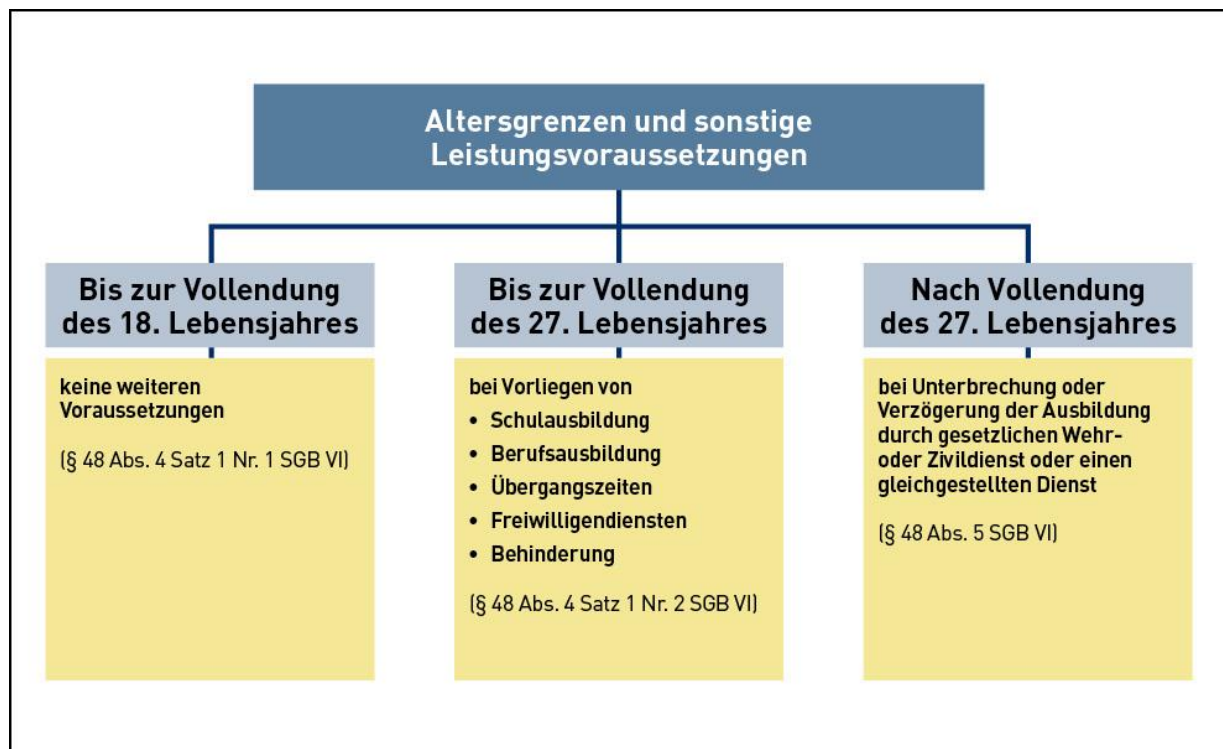 Altersgrenzen und sonstige
Leistungsvoraussetzungen
Bis zur Vollendung
des 18. Lebensjahres
keine weiteren
Voraussetzungen
(§ 48 Abs. 4 Satz 1 Nr. 1 SGB VI)
Bis zur Vollendung
des 27. Lebensjahres
bei Vorliegen von
• Schulausbildung
• Berufsausbildung
• Übergangszeiten
• Freiwilligendiensten
• Behinderung
(§ 48 Abs. 4 Satz 1 Nr. 2 SGB VI)
Nach Vollendung
des 27. Lebensjahres
bei Unterbrechung oder
Verzögerung der Ausbildung
durch gesetzlichen Wehr-
oder Zivildienst oder einen
gleichgestellten Dienst
(§ 48 Abs. 5 SGB VI)